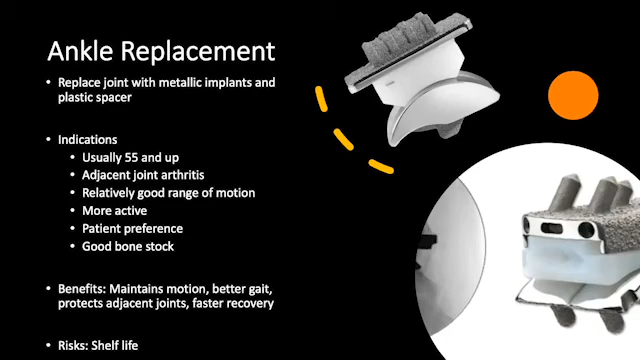 Ankle Replacement
• Replace joint with metallic implants and
plastic spacer
• Indications
• Usually 55 and up
• Adjacent joint arthritis
• Relatively good range of motion
• More active
• Patient preference
• Good bone stock
• Benefits: Maintains motion, better gait,
protects adjacent joints, faster recovery
• Risks: Shelf life